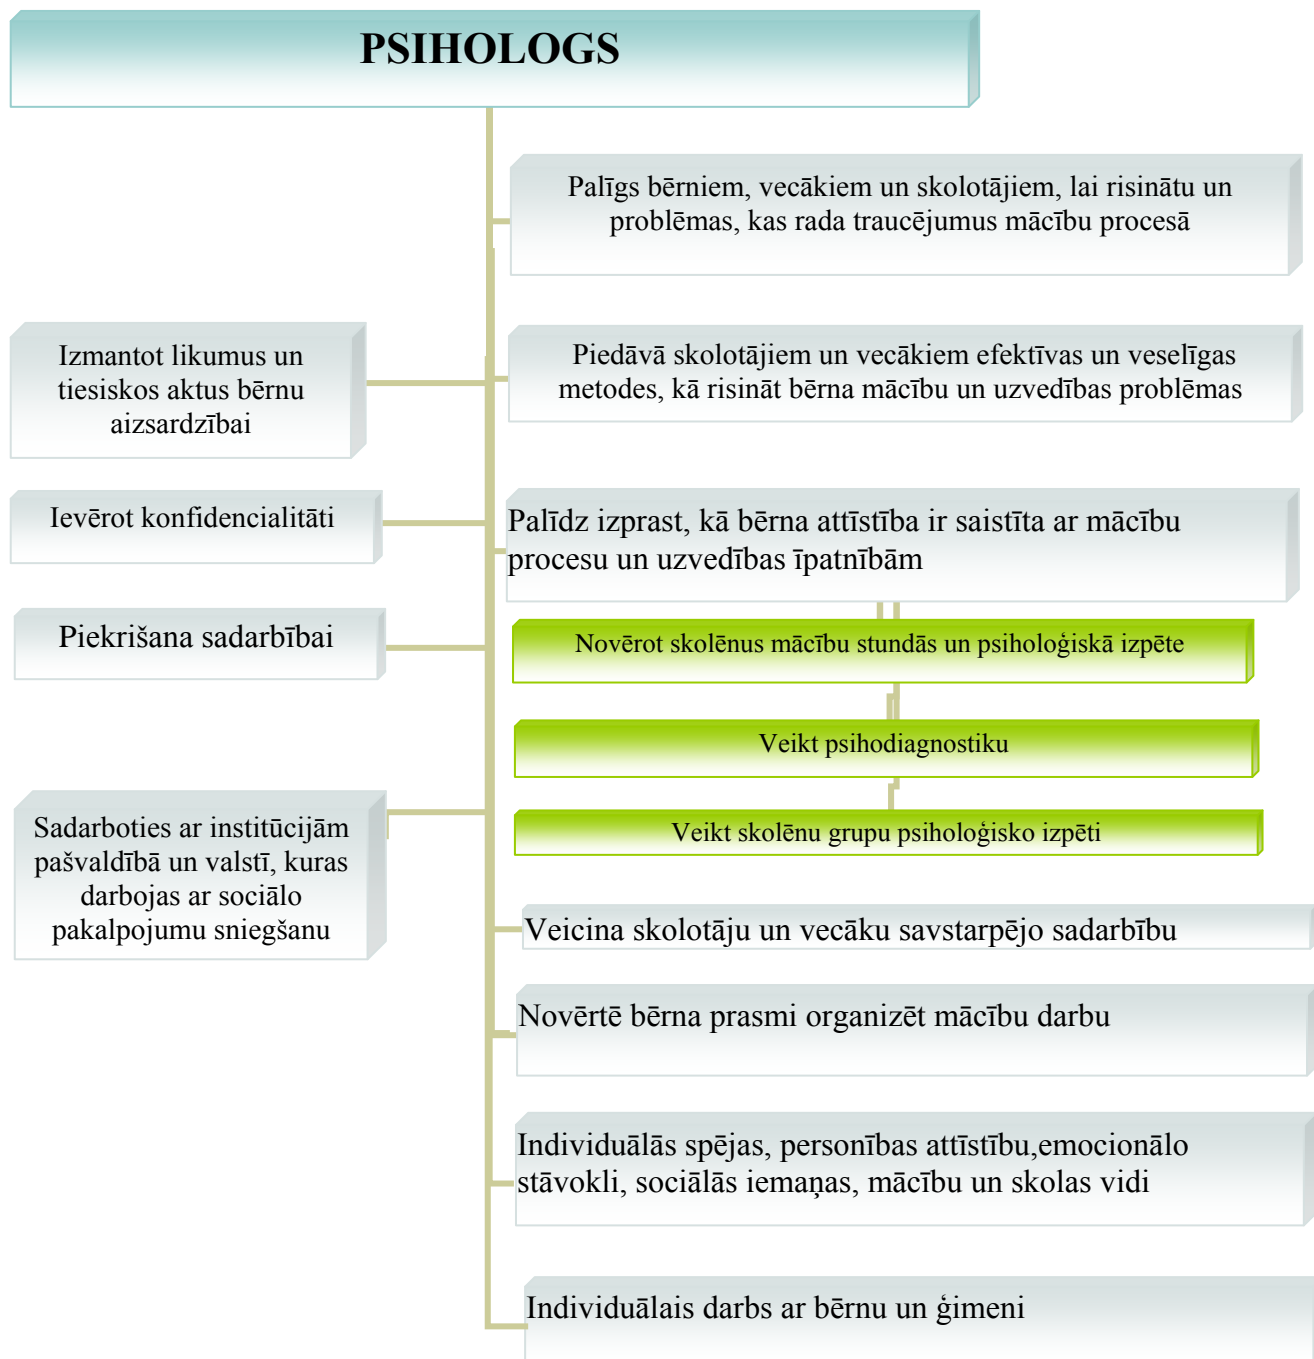 PSIHOLOGS
Palīgs bērniem, vecākiem un skolotājiem, lai risinātu un
problēmas, kas rada traucējumus mācību procesā
Izmantot likumus un
tiesiskos aktus bērnu
aizsardzībai
Piedāvā skolotājiem un vecākiem efektīvas un veselīgas
metodes, kā risināt bērna mācību un uzvedības problēmas
Ievērot konfidencialitāti
Palīdz izprast, kā bērna attīstība ir saistīta ar mācību
procesu un uzvedības īpatnībām
Piekrišana sadarbībai
Novērot skolēnus mācību stundās un psiholoģiskā izpēte
Veikt psihodiagnostiku
Sadarboties ar institūcijām
pašvaldībā un valstī, kuras
darbojas ar sociālo
pakalpojumu sniegšanu
Veikt skolēnu grupu psiholoģisko izpēti
Veicina skolotāju un vecāku savstarpējo sadarbību
Novērtē bērna prasmi organizēt mācību darbu
Individuālās spējas, personības attīstību,emocionālo
stāvokli, sociālās iemaņas, mācību un skolas vidi
Individuālais darbs ar bērnu un ģimeni